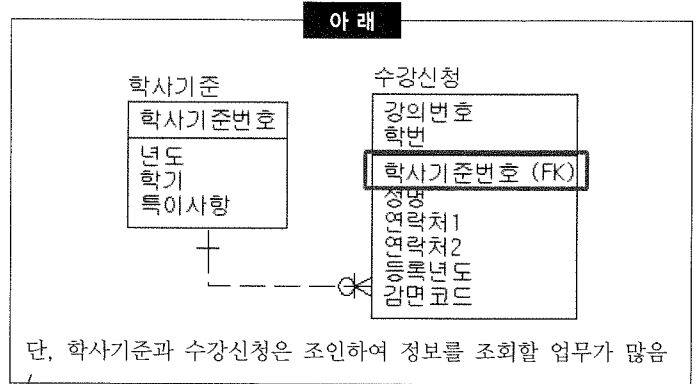 아래
학사기준
학사기준번호
년도
학기
특이사항
수강신청
강의번호
학번
학사기준번호 (FK)
성명
연락처1
연락처2
등록년도
감면코드
단, 학사기준과 수강신청은 조인하여 정보를 조회할 업무가 많음